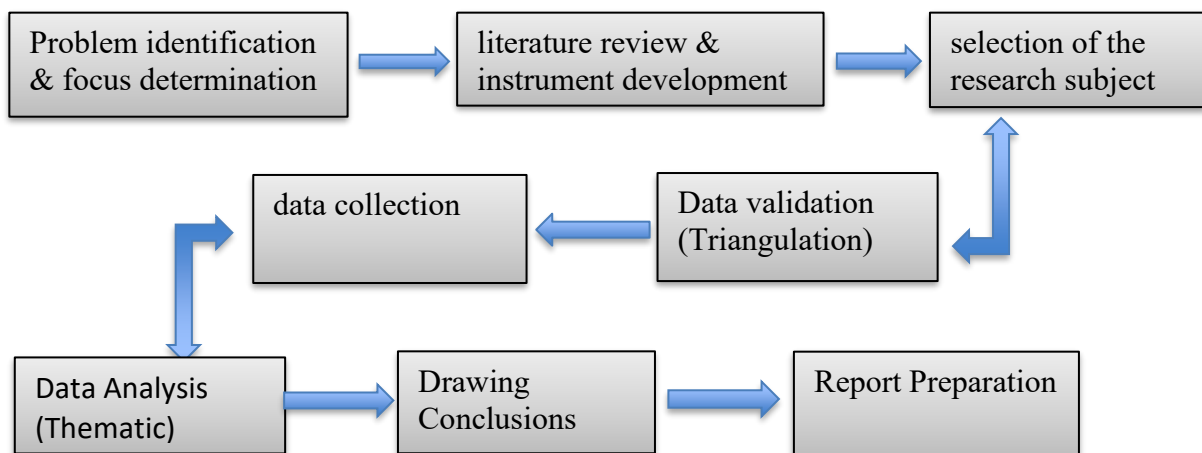 Problem identification
& focus determination
literature review &
instrument development
selection of the
research subject
data collection
Data validation
(Triangulation)
Data Analysis
(Thematic)
Drawing
Conclusions
Report Preparation